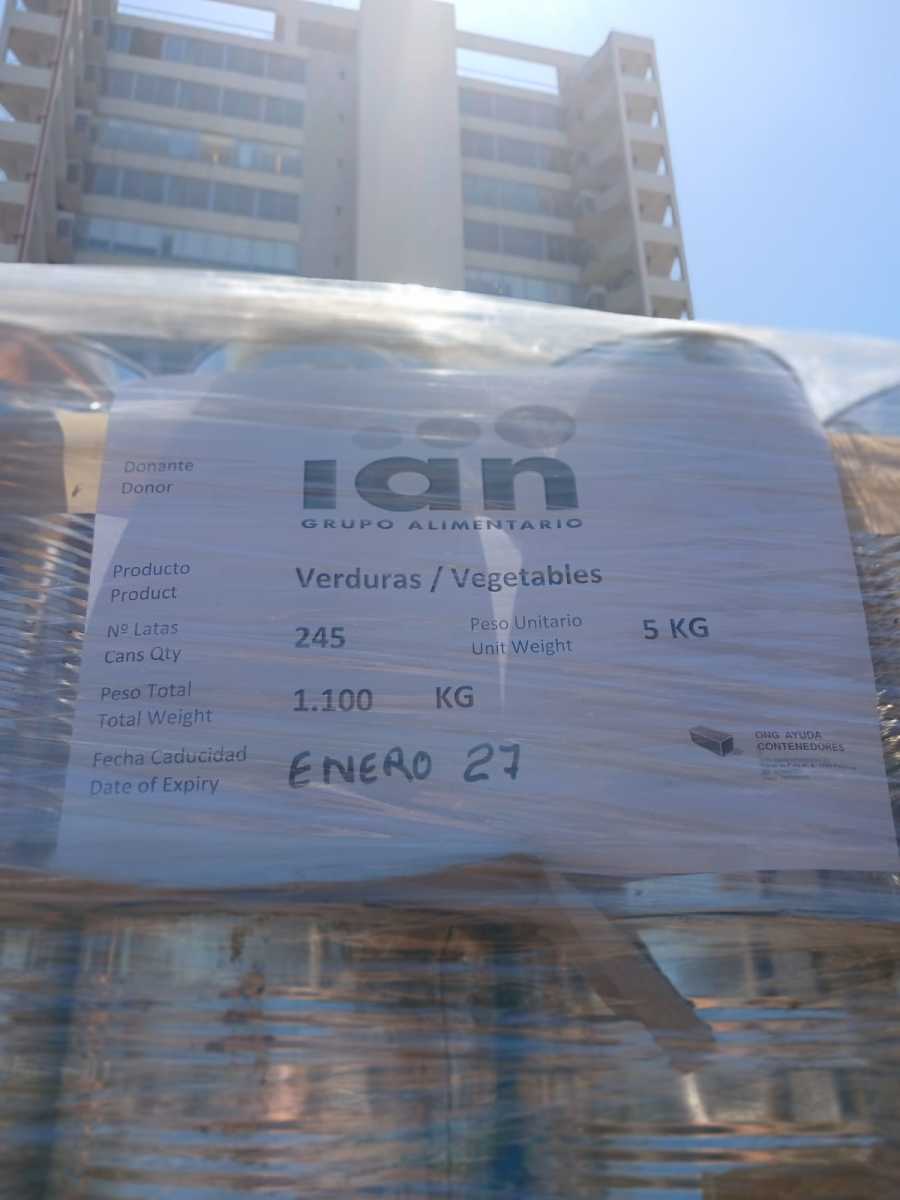 Donante
Donor
ian
GRUPO ALIMENTARIO
Producto
Product
Verduras / Vegetables
Nº Latas
Cans Qty
245
Peso Unitario
Unit Weight
5 KG
Peso Total
Total Weight
1.100 KG
Fecha Caducidad
Date of Expiry
ENERO 27
ONG AYUDA
CONTENEDORES